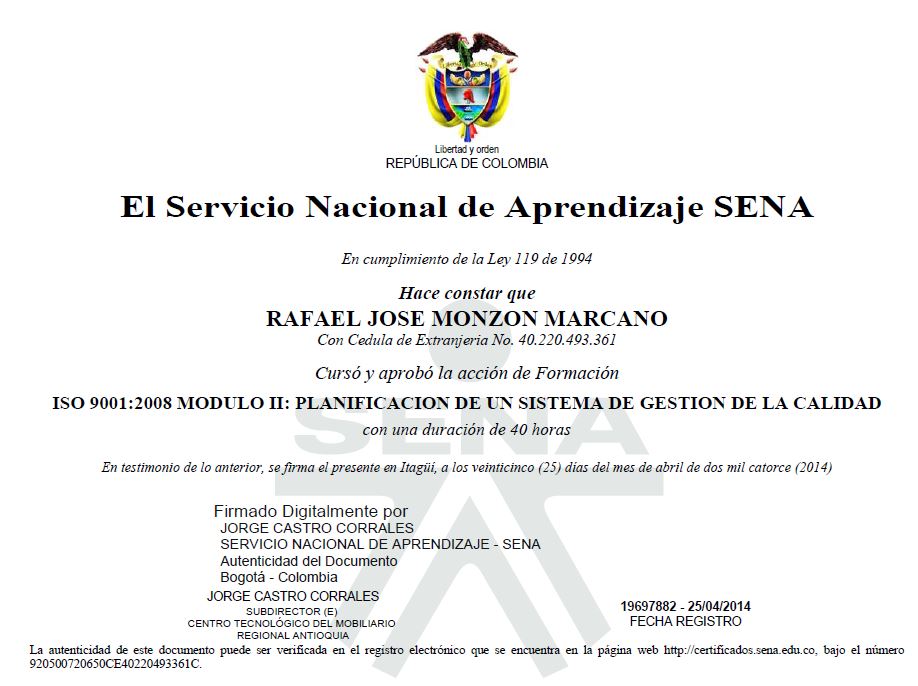 Libertad y orden
REPÚBLICA DE COLOMBIA
El Servicio Nacional de Aprendizaje SENA
En cumplimiento de la Ley 119 de 1994
Hace constar que
RAFAEL JOSE MONZON MARCANO
Con Cedula de Extranjeria No. 40.220.493.361
Cursó y aprobó la acción de Formación
ISO 9001:2008 MODULO II: PLANIFICACION DE UN SISTEMA DE GESTION DE LA CALIDAD
con una duración de 40 horas
SENA
En testimonio de lo anterior, se firma el presente en Itagüí, a los veinticinco (25) días del mes de abril de dos mil catorce (2014)
Firmado Digitalmente por
JORGE CASTRO CORRALES
SERVICIO NACIONAL DE APRENDIZAJE - SENA
Autenticidad del Documento
Bogotá - Colombia
JORGE CASTRO CORRALES
SUBDIRECTOR (E)
CENTRO TECNOLÓGICO DEL MOBILIARIO
REGIONAL ANTIOQUIA
19697882 - 25/04/2014
FECHA REGISTRO
La autenticidad de este documento puede ser verificada en el registro electrónico que se encuentra en la página web http://certificados.sena.edu.co, bajo el número
920500720650CE40220493361C.